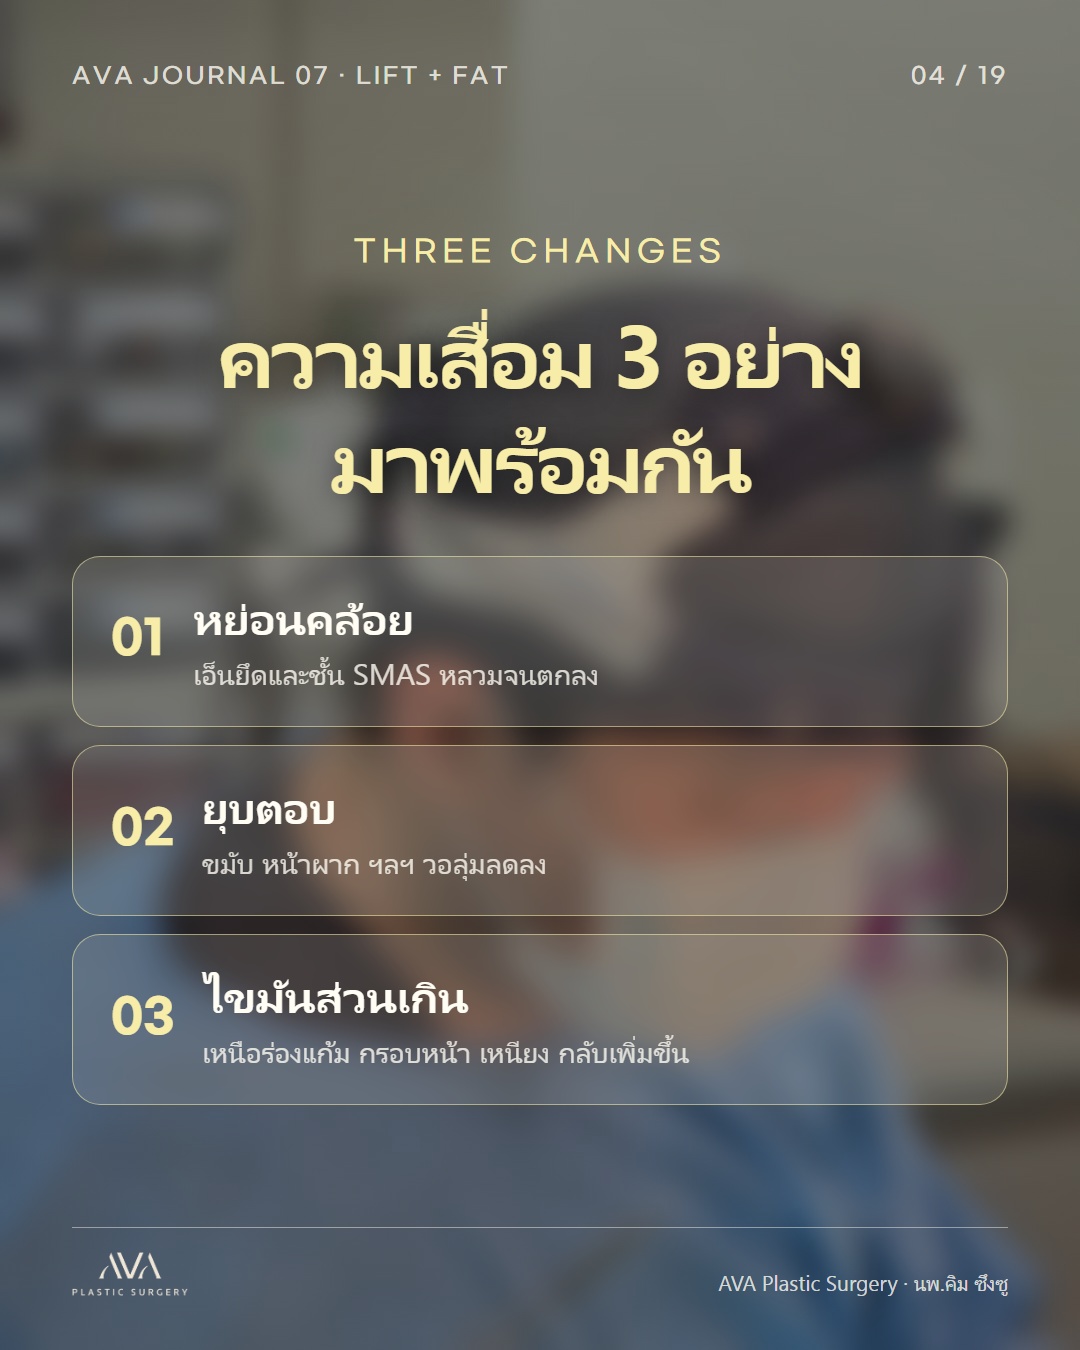 AVA JOURNAL 07 · LIFT + FAT
04 / 19
THREE CHANGES
ความเสื่อม 3 อย่าง
มาพร้อมกัน
01
หย่อนคล้อย
เอ็นยึดและชั้น SMAS หลวมจนตกลง
02
ยุบตอบ
ขมับ หน้าผาก ฯลฯ วอลุ่มลดลง
03
ไขมันส่วนเกิน
เหนือร่องแก้ม กรอบหน้า เหนียง กลับเพิ่มขึ้น
AVA
PLASTIC SURGERY
AVA Plastic Surgery · นพ.คิม ซึงซู